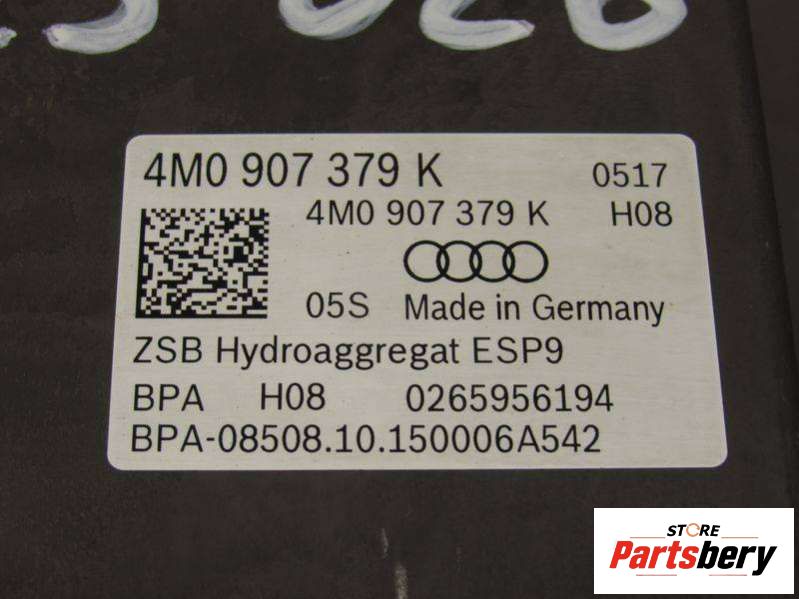 4M0 907 379 K 0517
4M0 907 379 K H08
05S Made in Germany
ZSB Hydroaggregat ESP9
BPA H08 0265956194
BPA-08508.10.150006A542
STORE
Partsbery